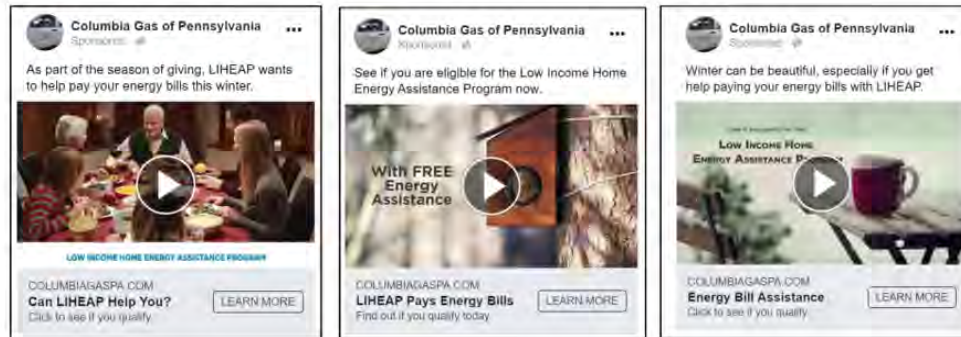 Columbia Gas of Pennsylvania
Sponsored
As part of the season of giving, LIHEAP wants
to help pay your energy bills this winter.
LOW INCOME HOME ENERGY ASSISTANCE PROGRAM
COLUMBIAGASPA.COM
Can LIHEAP Help You?
LEARN MORE
Click to see if you qualify.
Columbia Gas of Pennsylvania
Sponsored
See if you are eligible for the Low Income Home
Energy Assistance Program now.
With FREE
Energy
Assistance
COLUMBIAGASPA.COM
LIHEAP Pays Energy Bills
LEARN MORE
Find out if you qualify today.
Columbia Gas of Pennsylvania
Sponsored
Winter can be beautiful, especially if you get
help paying your energy bills with LIHEAP.
LOW INCOME HOME
ENERGY ASSISTANCE
COLUMBIAGASPA.COM
Energy Bill Assistance
LEARN MORE
Click to see if you qualify.